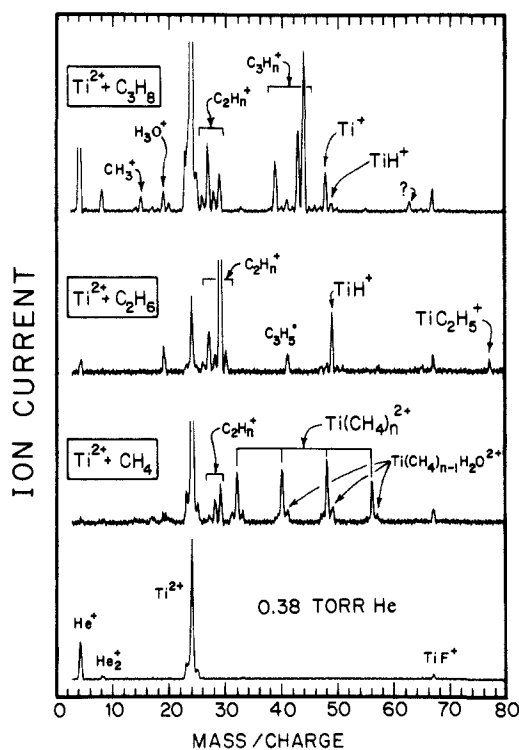 ION CURRENT
Ti²⁺ + C₃H₈
CH₃⁺
H₃O⁺
C₂Hₙ⁺
C₃Hₙ⁺
Ti⁺
TiH⁺
?
Ti²⁺ + C₂H₆
C₂Hₙ⁺
C₃H₅⁺
TiH⁺
TiC₂H₅⁺
Ti²⁺ + CH₄
C₂Hₙ⁺
Ti(CH₄)ₙ²⁺
Ti(CH₄)ₙ₋₁H₂O²⁺
He⁺
He₂⁺
Ti²⁺
0.38 TORR He
TiF⁺
0 10 20 30 40 50 60 70 80
MASS/CHARGE